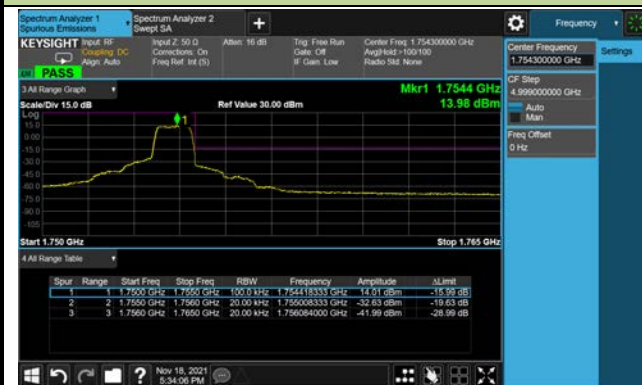 Spectrum Analyzer 1
Spurious Emissions
Spectrum Analyzer 2
Swept SA
+
Frequency
KEYSIGHT
Input: RF
Coupling: DC
Align: Auto
Input Z: 50 Ω
Corrections: On
Freq Ref: Int (S)
Atten: 16 dB
Trig: Free Run
Gate: Off
IF Gain: Low
Center Freq: 1.754300000 GHz
Avg|Hold:>100/100
Radio Std: None
PASS
Center Frequency
1.754300000 GHz
Settings
CF Step
4.999000000 GHz
Auto
Man
Freq Offset
0 Hz
3 All Range Graph
Mkr1 1.7544 GHz
Scale/Div 15.0 dB
Ref Value 30.00 dBm
13.98 dBm
Log
15.0
0.00
-15.0
-30.0
-45.0
-60.0
-75.0
-90.0
-105
1
Start 1.750 GHz
Stop 1.765 GHz
4 All Range Table
Spur Range Start Freq Stop Freq RBW Frequency Amplitude ΔLimit
1 1 1.7500 GHz 1.7550 GHz 100.0 kHz 1.754418333 GHz 14.01 dBm -15.99 dB
2 2 1.7550 GHz 1.7560 GHz 20.00 kHz 1.755008333 GHz -32.63 dBm -19.63 dB
3 3 1.7560 GHz 1.7650 GHz 20.00 kHz 1.756084000 GHz -41.99 dBm -28.99 dB
?
Nov 18, 2021
5:34:06 PM